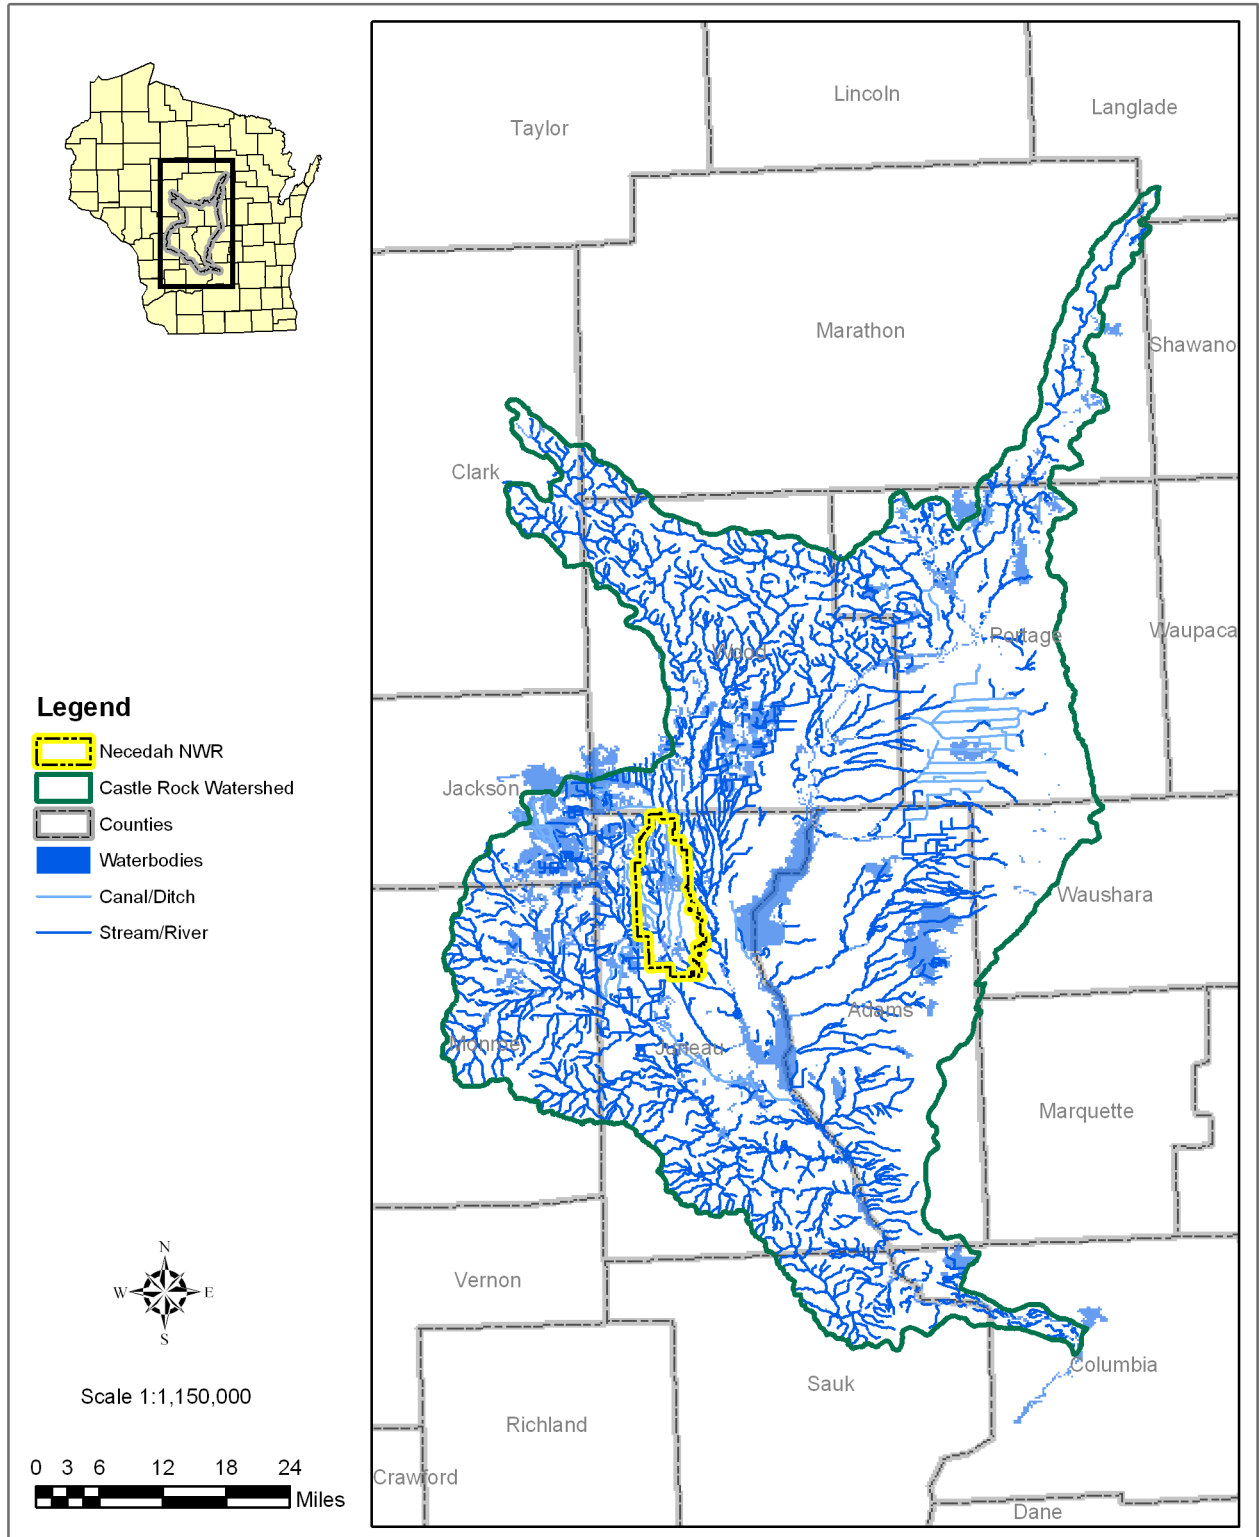 Lincoln
Langlade
Taylor
Marathon
Shawano
Clark
Portage
Waupaca
Wood
Legend
Necedah NWR
Castle Rock Watershed
Counties
Waterbodies
Canal/Ditch
Stream/River
Jackson
Waushara
Adams
Monroe
Juneau
Marquette
N
W E
S
Vernon
Columbia
Sauk
Scale 1:1,150,000
Richland
0 3 6 12 18 24
Miles
Crawford
Dane